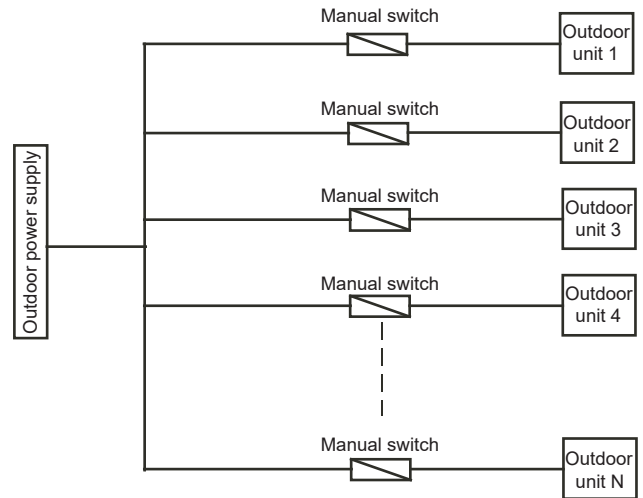 Manual switch
Outdoor
unit 1
Manual switch
Outdoor
unit 2
Manual switch
Outdoor
unit 3
Manual switch
Outdoor
unit 4
Outdoor power supply
Manual switch
Outdoor
unit N